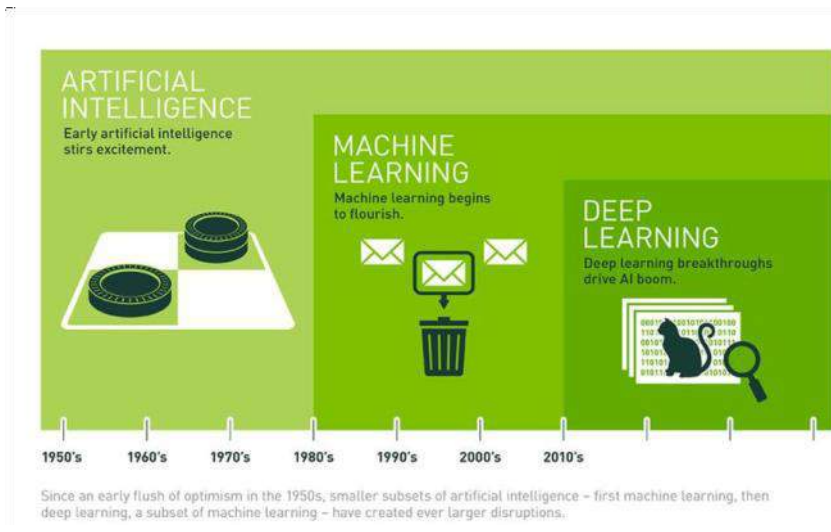 ARTIFICIAL
INTELLIGENCE
Early artificial intelligence
stirs excitement.
MACHINE
LEARNING
Machine learning begins
to flourish.
DEEP
LEARNING
Deep learning breakthroughs
drive AI boom.
1950's 1960's 1970's 1980's 1990's 2000's 2010's
Since an early flush of optimism in the 1950s, smaller subsets of artificial intelligence – first machine learning, then
deep learning, a subset of machine learning – have created ever larger disruptions.